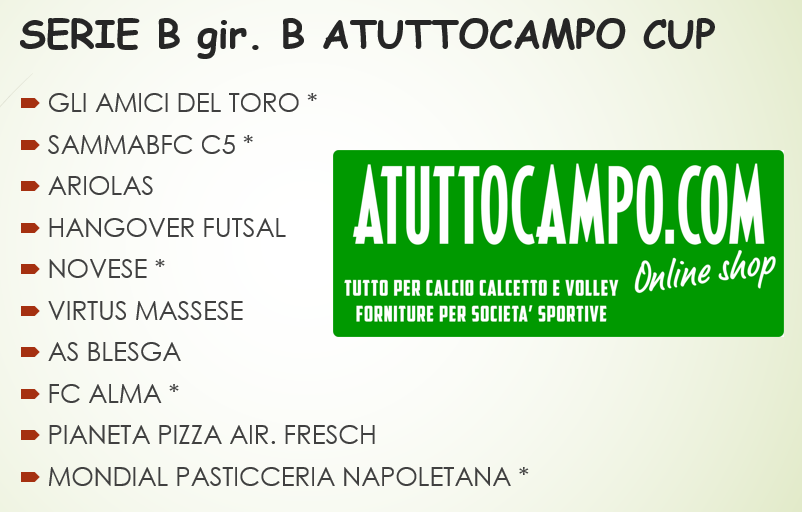 SERIE B gir. B ATUTTOCAMPO CUP
GLI AMICI DEL TORO *
SAMMABFC C5 *
ARIOLAS
HANGOVER FUTSAL
NOVESE *
VIRTUS MASSESE
AS BLESGA
FC ALMA *
PIANETA PIZZA AIR. FRESCH
MONDIAL PASTICCERIA NAPOLETANA *
ATUTTOCAMPO.COM
Online shop
TUTTO PER CALCIO CALCETTO E VOLLEY
FORNITURE PER SOCIETA' SPORTIVE